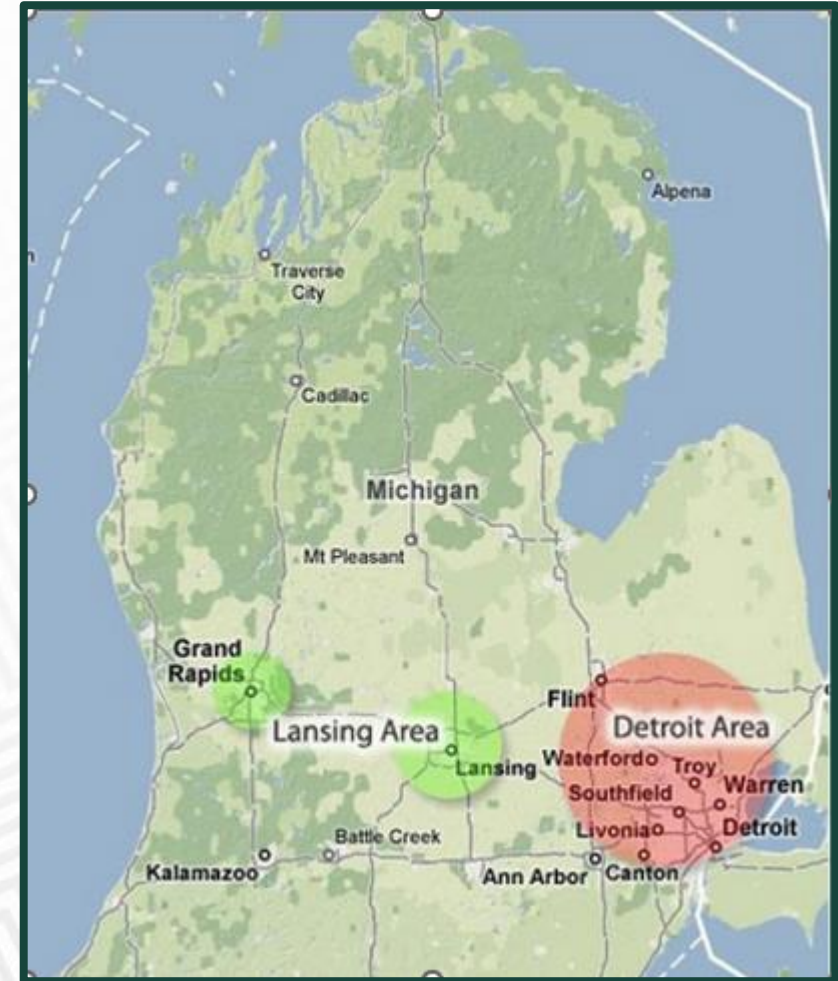 Alpena
Traverse
City
Cadillac
Michigan
Mt Pleasant
Grand
Rapids
Flint
Lansing Area
Detroit Area
Lansing
Waterford
Troy
Southfield
Warren
Livonia
Detroit
Battle Creek
Kalamazoo
Ann Arbor
Canton